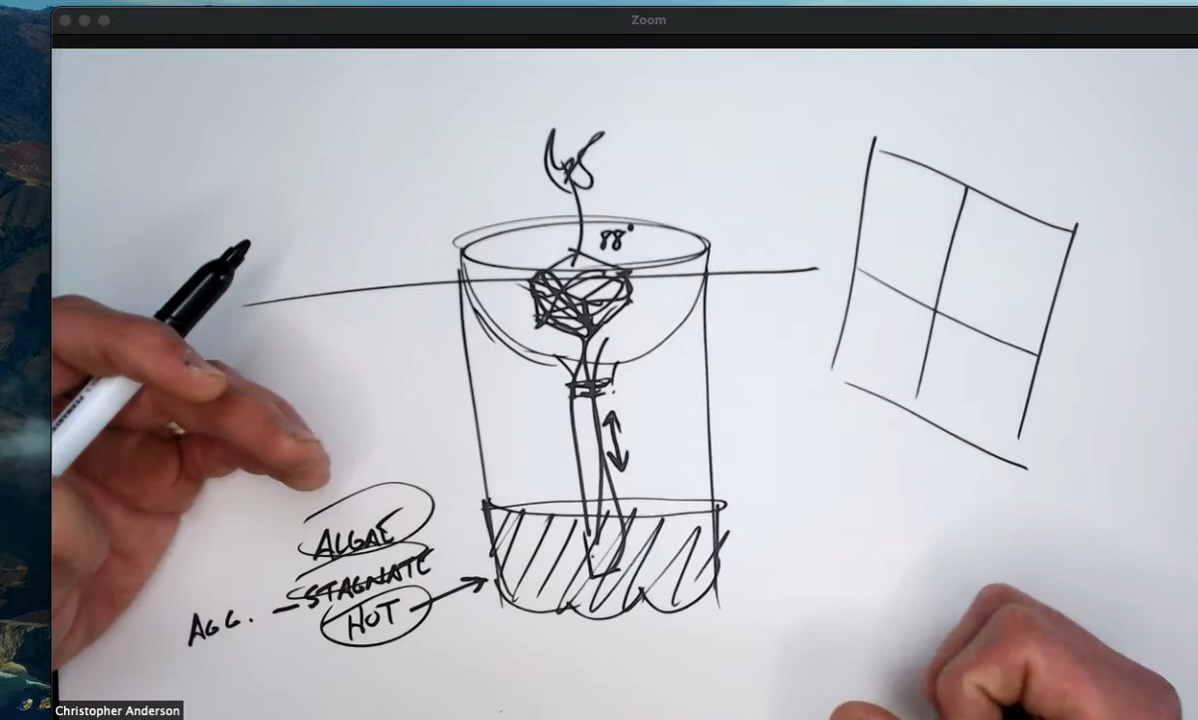 Zoom
88°
ALGAE
STAGNATE
AGG. - HOT
Christopher Anderson